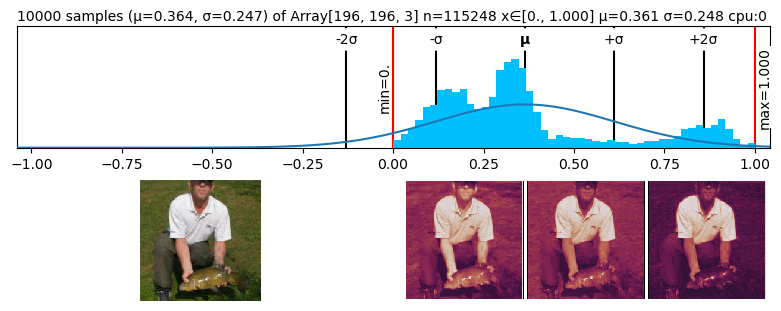 10000 samples (μ=0.364, σ=0.247) of Array[196, 196, 3] n=115248 x∈[0., 1.000] μ=0.361 σ=0.248 cpu:0
-2σ -σ μ +σ +2σ
min=0.
max=1.000
−1.00 −0.75 −0.50 −0.25 0.00 0.25 0.50 0.75 1.00